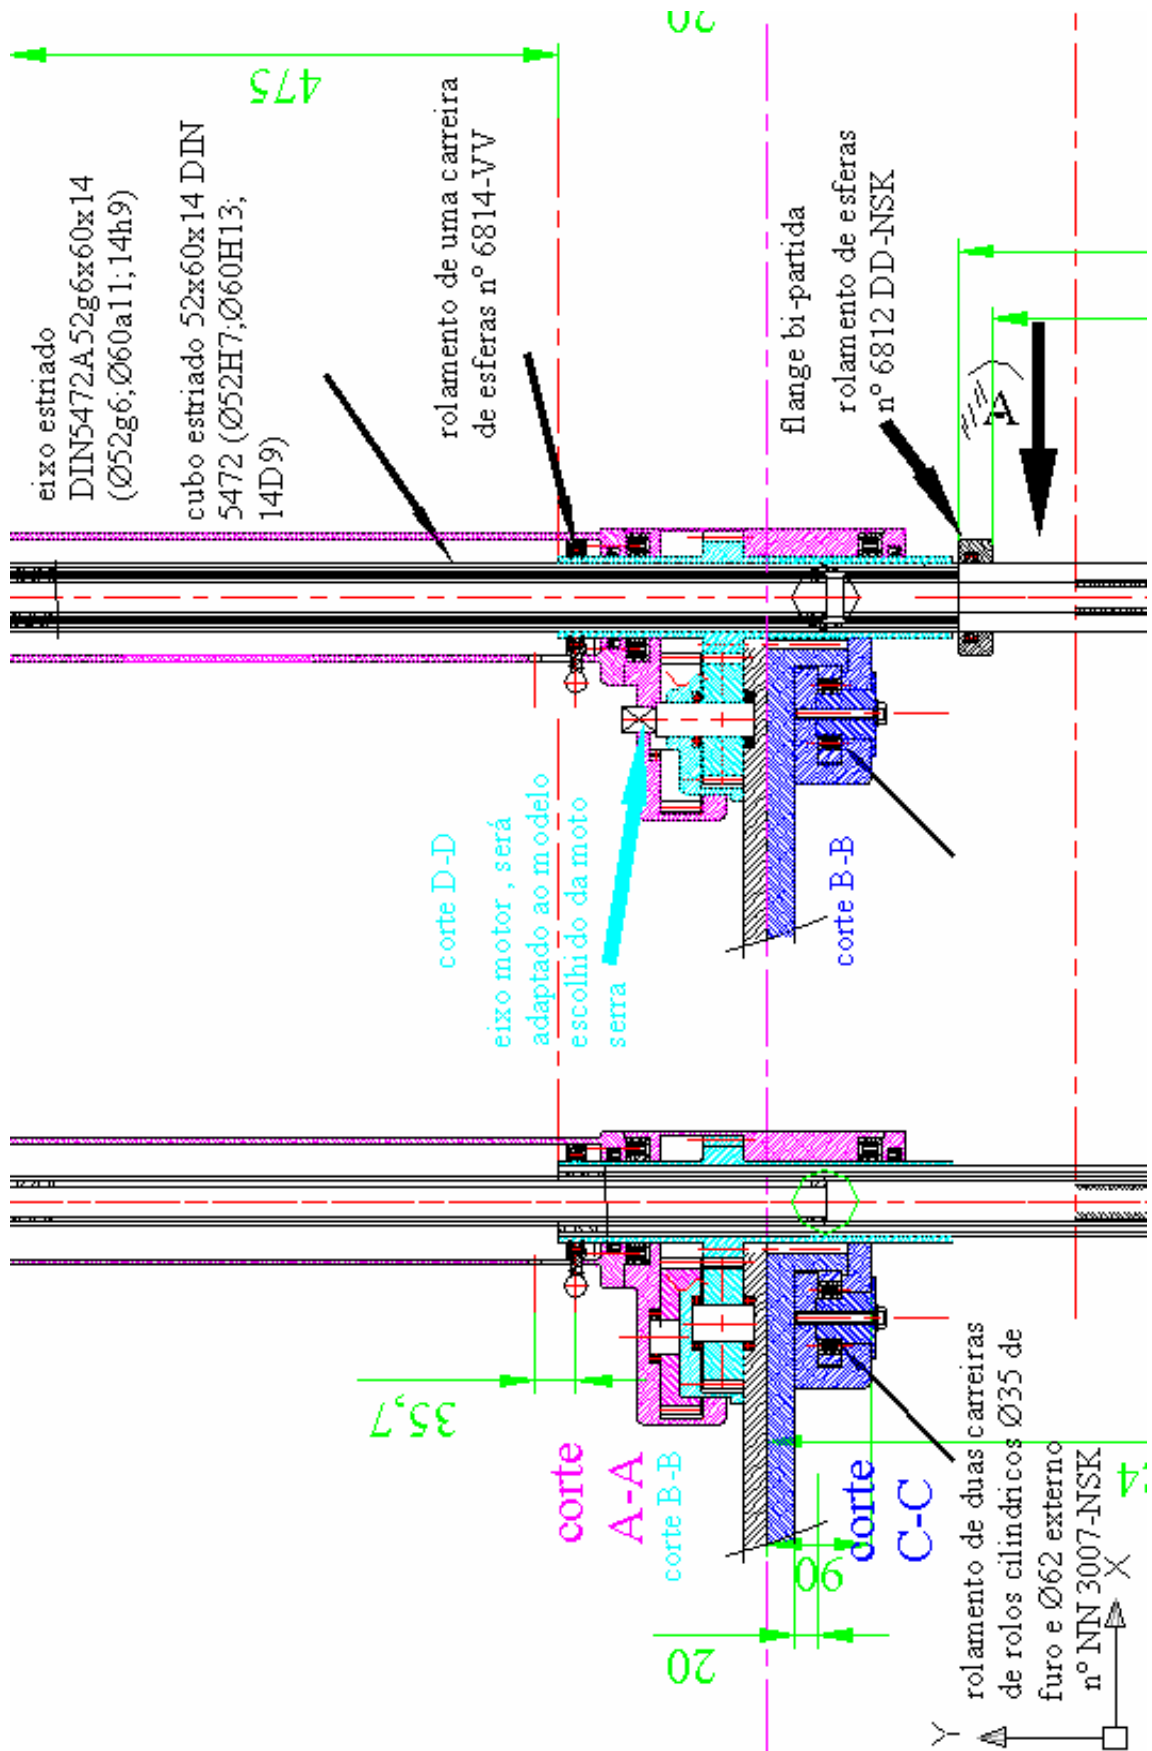 20
475
eixo estriado
DIN5472A52g6x60x14
(Ø52g6;Ø60a11;14h9)
cubo estriado 52x60x14 DIN
5472 (Ø52H7;Ø60H13;
14D9)
rolamento de uma carreira
de esferas nº 6814-VV
flange bi-partida
rolamento de esferas
nº 6812 DD-NSK
A
corte D-D
eixo motor, será
adaptado ao modelo
escolhido da moto
serra
corte B-B
35,7
corte
A-A
corte B-B
corte
C-C
90
20
rolamento de duas carreiras
de rolos cilíndricos Ø35 de
furo e Ø62 externo
nº NN 3007-NSK
Y
X